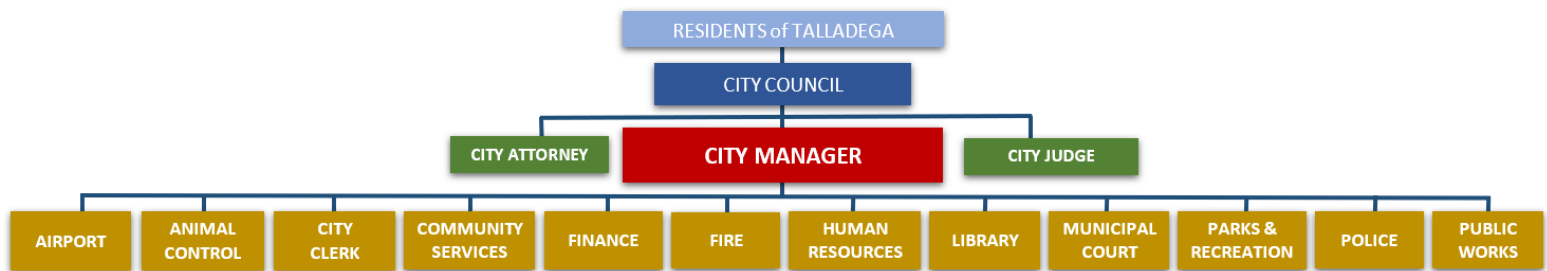 RESIDENTS of TALLADEGA
CITY COUNCIL
CITY ATTORNEY
CITY MANAGER
CITY JUDGE
AIRPORT
ANIMAL
CONTROL
CITY
CLERK
COMMUNITY
SERVICES
FINANCE
FIRE
HUMAN
RESOURCES
LIBRARY
MUNICIPAL
COURT
PARKS &
RECREATION
POLICE
PUBLIC
WORKS